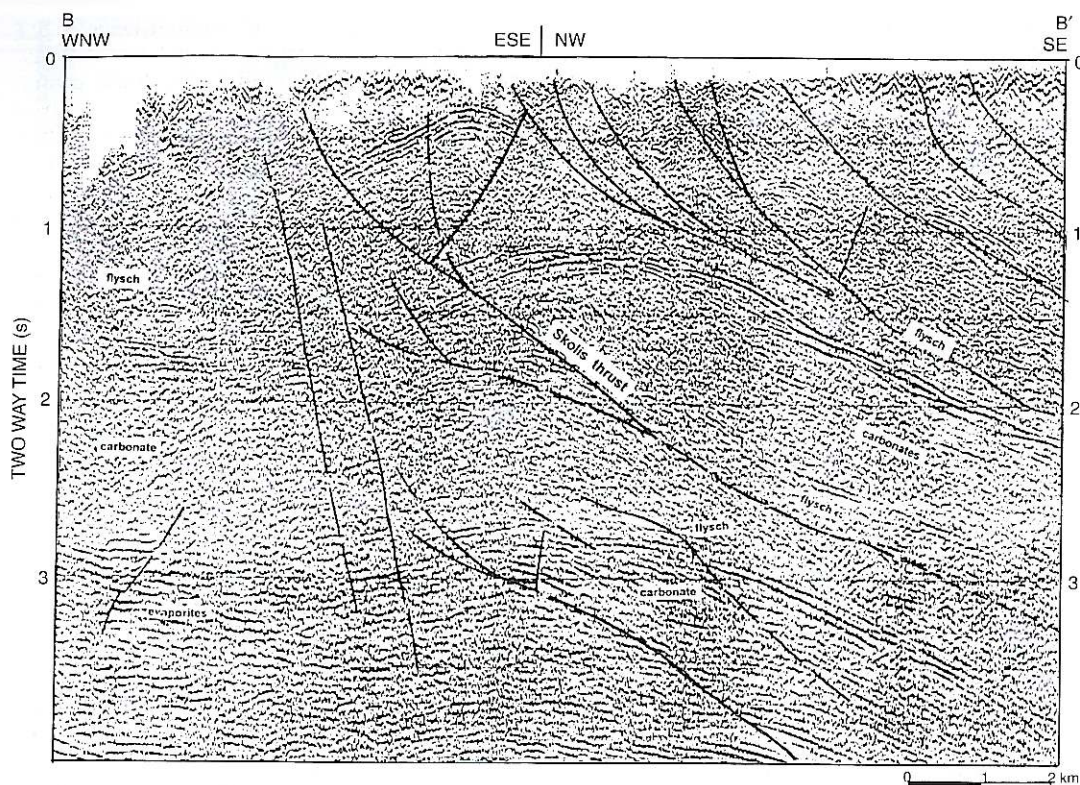 B
WNW
ESE NW
B'
SE
0
0
1
1
2
2
3
3
TWO WAY TIME (s)
flysch
Skolis thrust
flysch
carbonate
carbonates
flysch
flysch
carbonate
evaporites
0 1 2 km